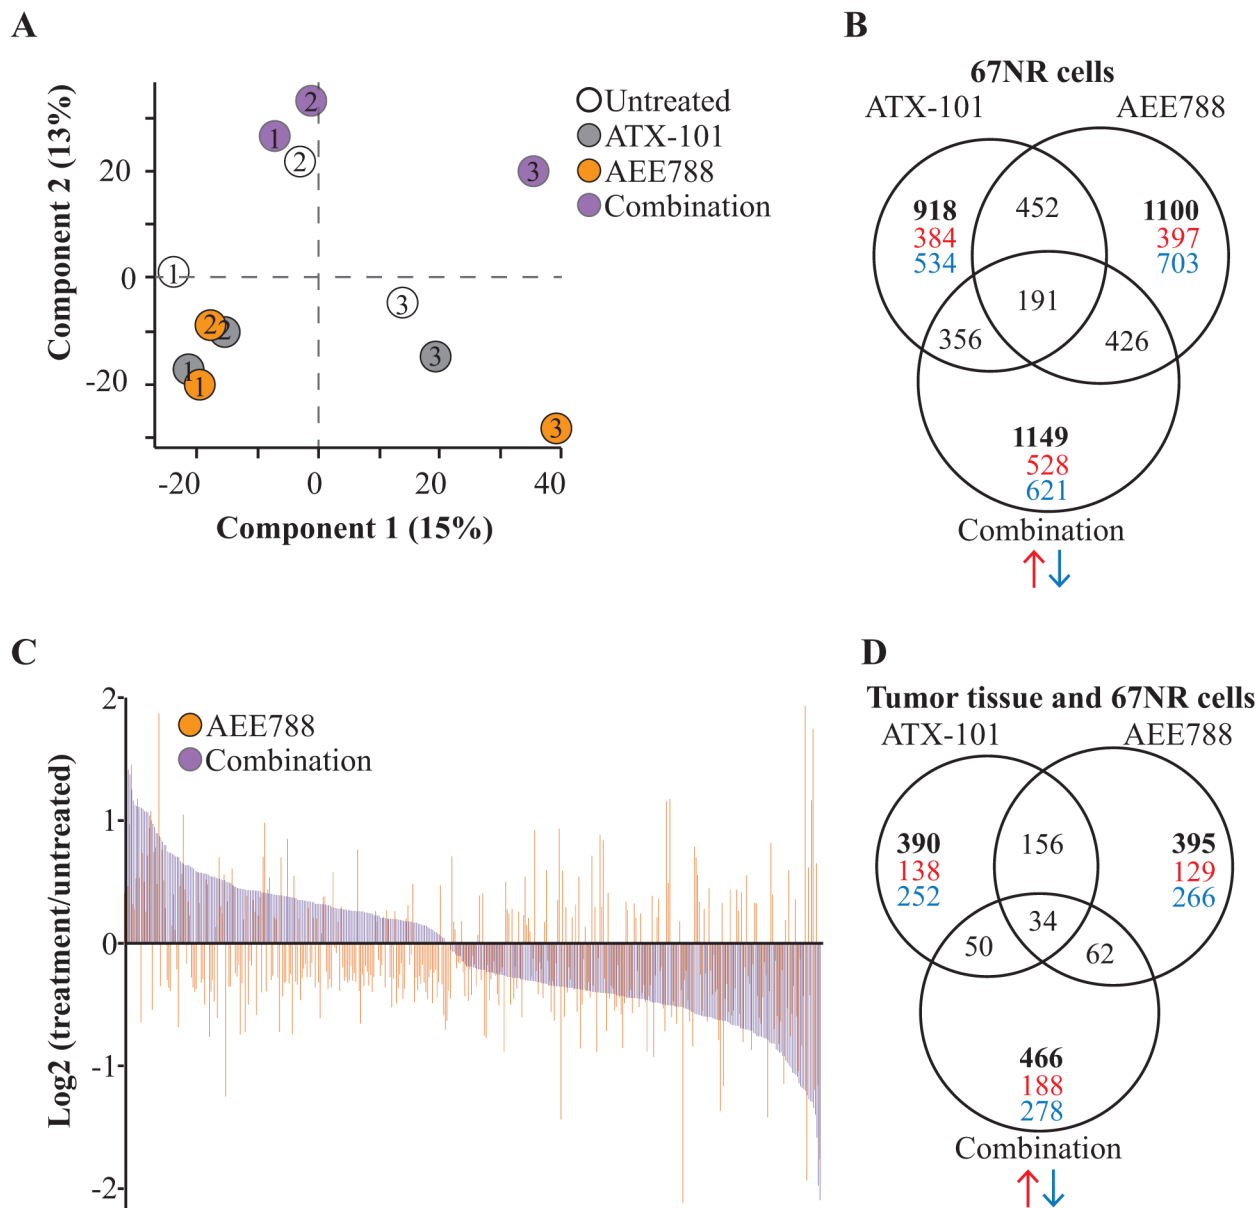 A
Component 2 (13%)
20
0
-20
-20
0
20
40
Component 1 (15%)
2
1
2
3
1
3
2
2
1
1
3
3
Untreated
ATX-101
AEE788
Combination
B
67NR cells
ATX-101
AEE788
918
384
534
452
1100
397
703
191
356
426
1149
528
621
Combination
C
Log2 (treatment/untreated)
2
1
0
-1
-2
AEE788
Combination
D
Tumor tissue and 67NR cells
ATX-101
AEE788
390
138
252
156
395
129
266
34
50
62
466
188
278
Combination